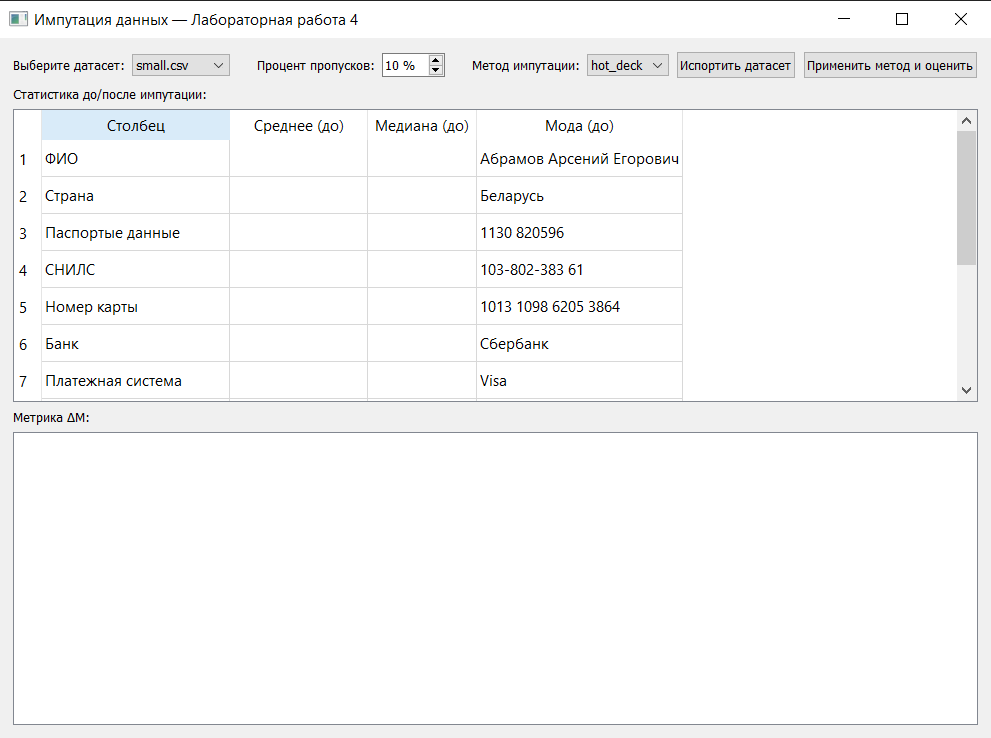 Импутация данных — Лабораторная работа 4
Выберите датасет: small.csv Процент пропусков: 10 % Метод импутации: hot_deck Испортить датасет Применить метод и оценить
Статистика до/после импутации:
Столбец Среднее (до) Медиана (до) Мода (до)
1 ФИО Абрамов Арсений Егорович
2 Страна Беларусь
3 Паспортые данные 1130 820596
4 СНИЛС 103-802-383 61
5 Номер карты 1013 1098 6205 3864
6 Банк Сбербанк
7 Платежная система Visa
Метрика ΔM: